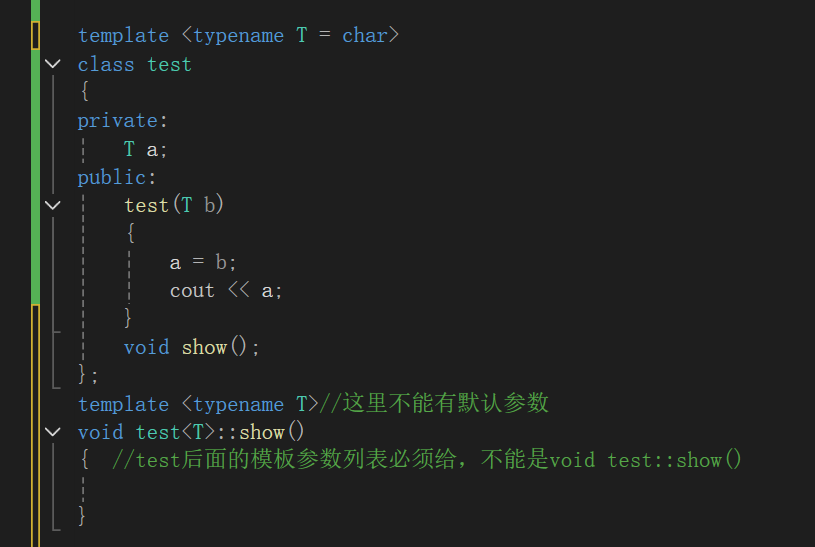 template <typename T = char>
class test
{
private:
T a;
public:
test(T b)
{
a = b;
cout << a;
}
void show();
};
template <typename T>//这里不能有默认参数
void test<T>::show()
{ //test后面的模板参数列表必须给，不能是void test::show()
}